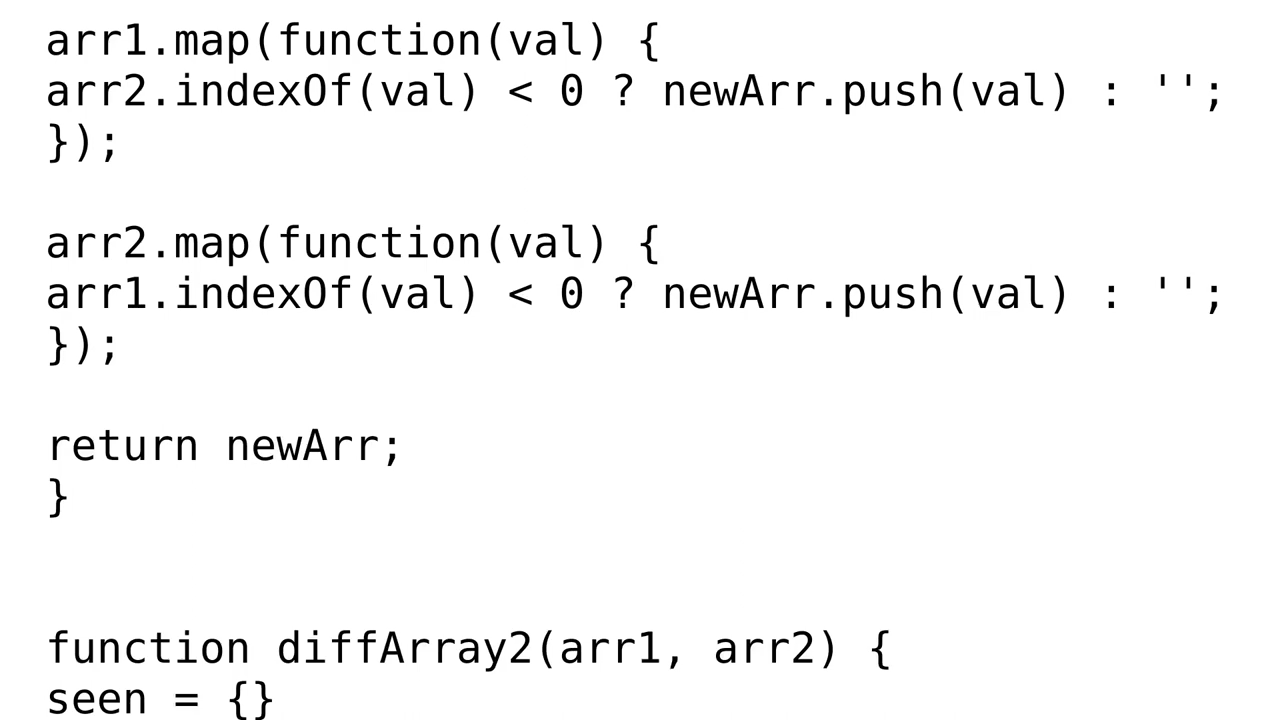 arr1.map(function(val) {
arr2.indexOf(val) < 0 ? newArr.push(val) : '';
});
arr2.map(function(val) {
arr1.indexOf(val) < 0 ? newArr.push(val) : '';
});
return newArr;
}
function diffArray2(arr1, arr2) {
seen = {}